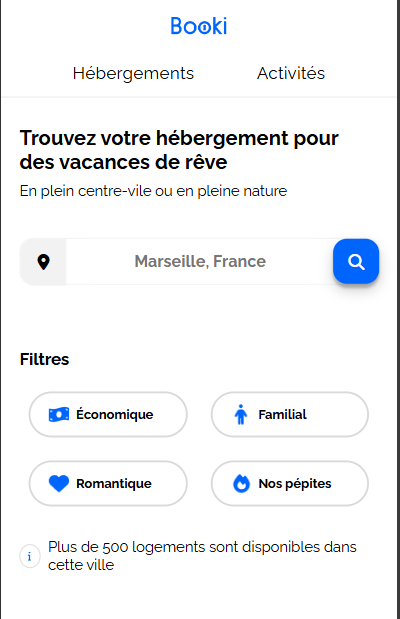 Booki
Hébergements Activités
Trouvez votre hébergement pour
des vacances de rêve
En plein centre-vile ou en pleine nature
Marseille, France
Filtres
Économique Familial
Romantique Nos pépites
i Plus de 500 logements sont disponibles dans
cette ville